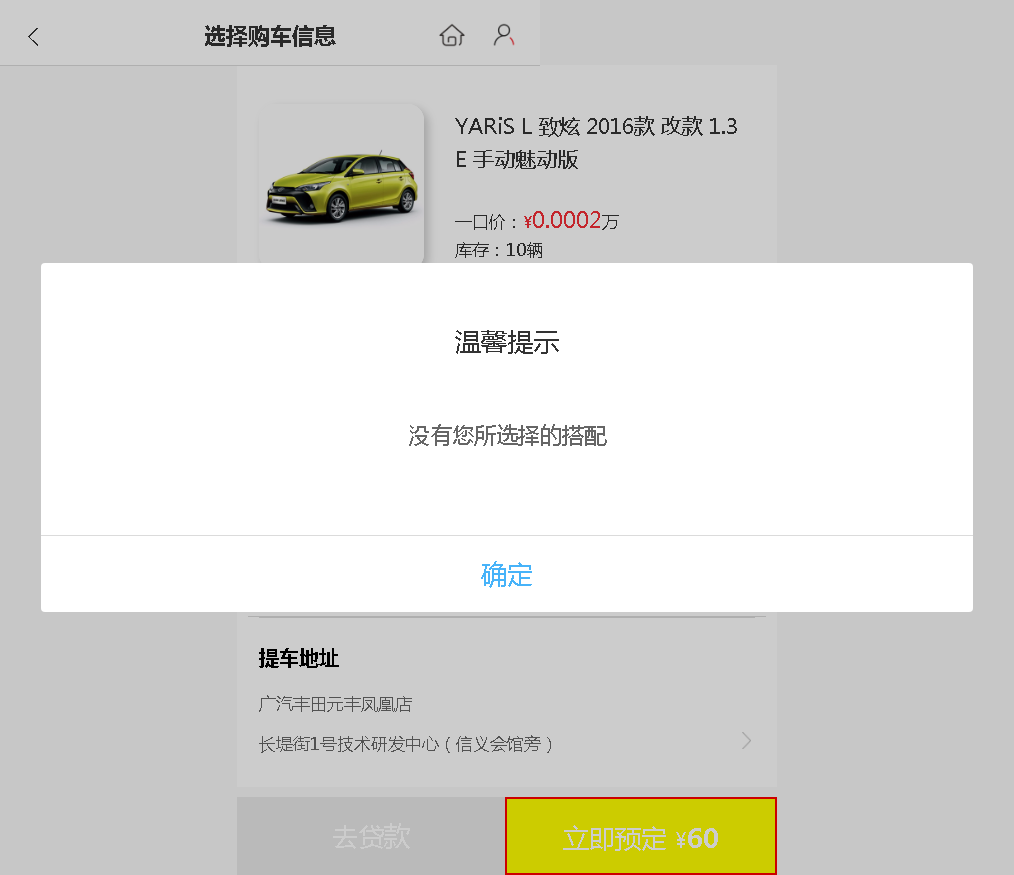 选择购车信息
YARiS L 致炫 2016款 改款 1.3
E 手动魅动版
一口价：¥0.0002万
库存：10辆
温馨提示
没有您所选择的搭配
确定
提车地址
广汽丰田元丰凤凰店
长堤街1号技术研发中心（信义会馆旁）
去贷款
立即预定 ¥60